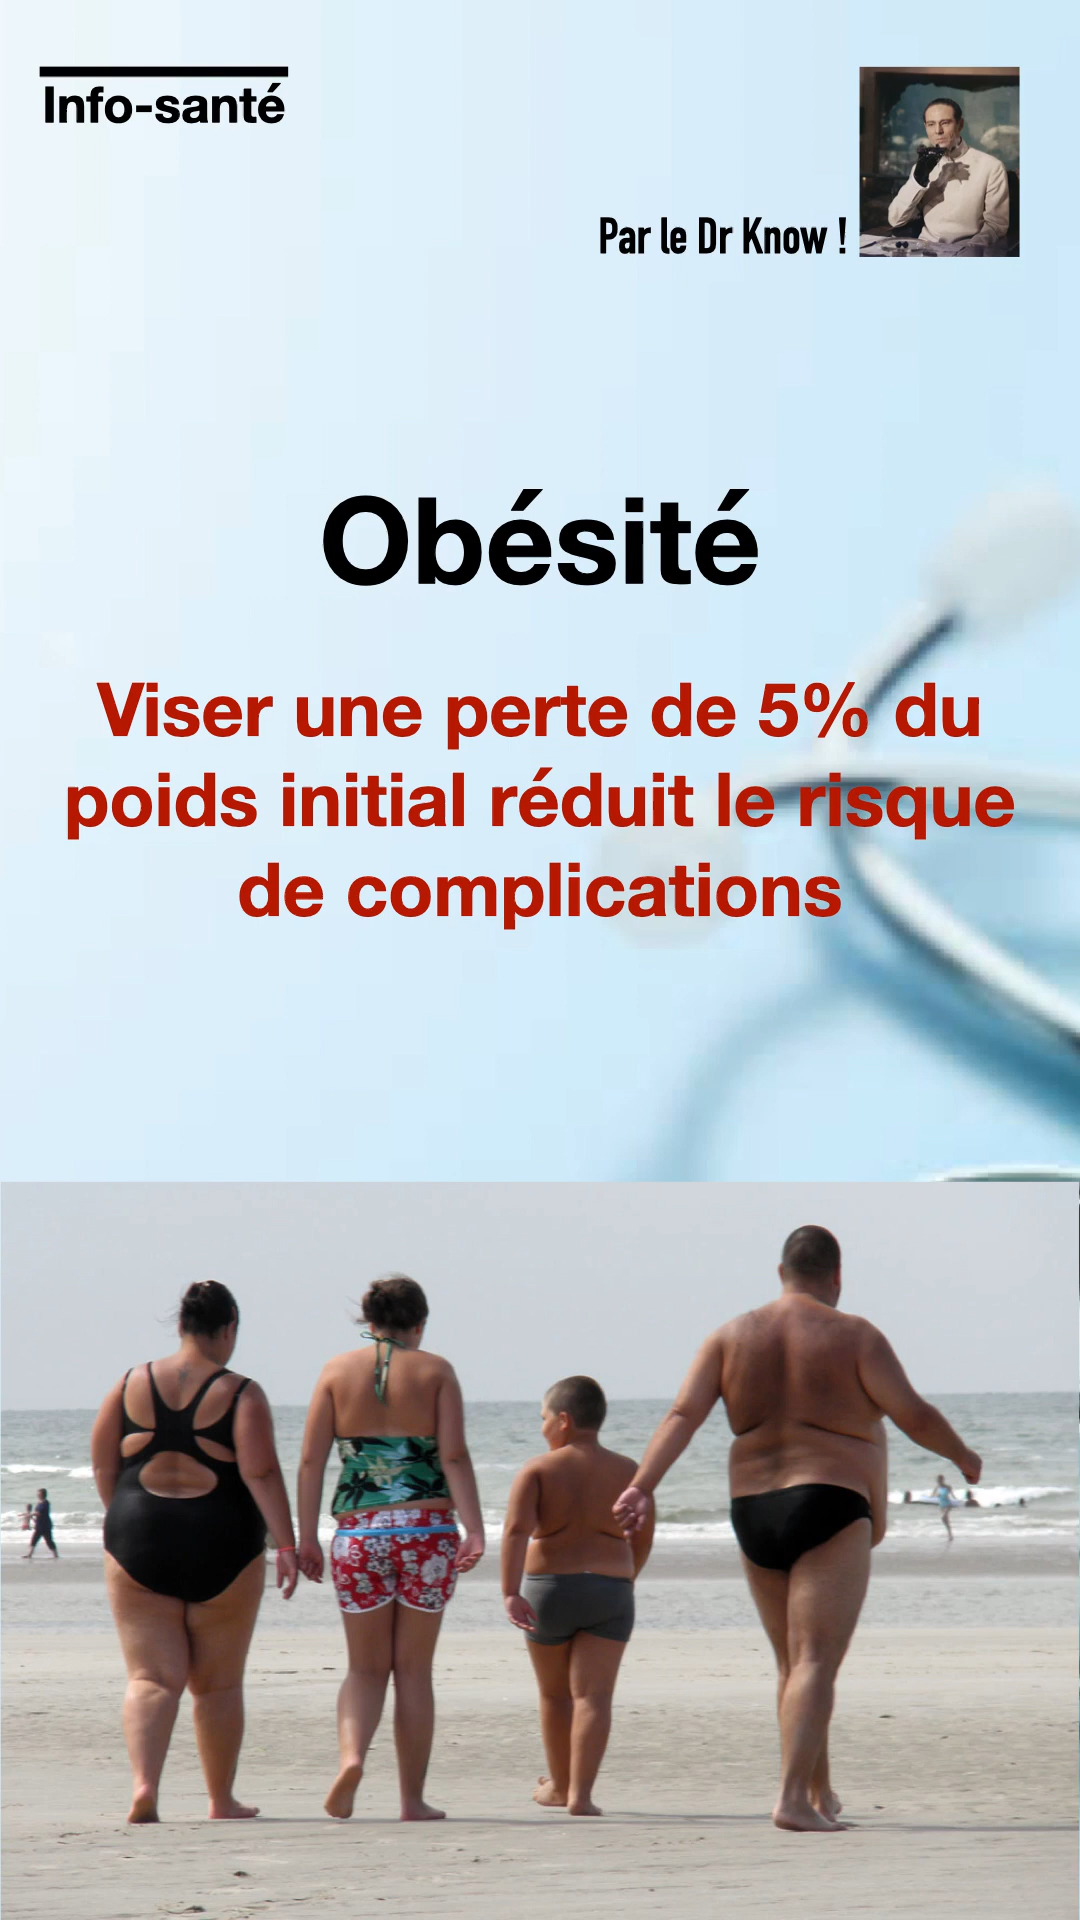 Info-santé
Par le Dr Know !
Obésité
Viser une perte de 5% du
poids initial réduit le risque
de complications